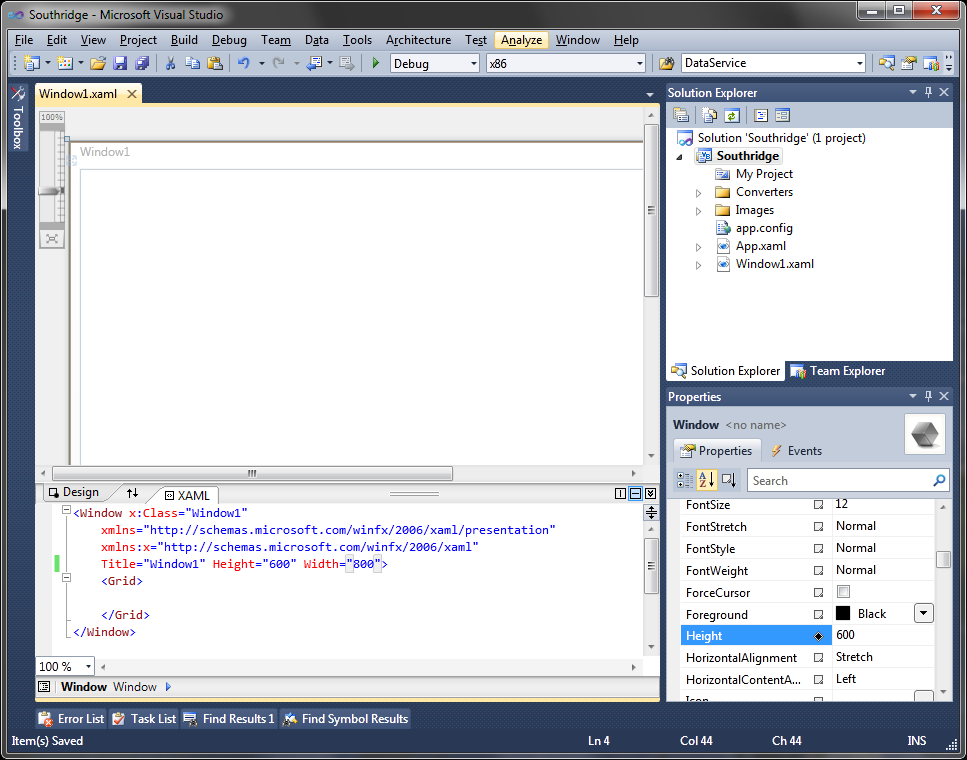 Southridge - Microsoft Visual Studio
File Edit View Project Build Debug Team Data Tools Architecture Test Analyze Window Help
Debug x86 DataService
Toolbox
Window1.xaml
100%
Window1
Design XAML
<Window x:Class="Window1"
xmlns="http://schemas.microsoft.com/winfx/2006/xaml/presentation"
xmlns:x="http://schemas.microsoft.com/winfx/2006/xaml"
Title="Window1" Height="600" Width="800">
<Grid>
</Grid>
</Window>
100 %
Window Window
Solution Explorer
Solution 'Southridge' (1 project)
Southridge
My Project
Converters
Images
app.config
App.xaml
Window1.xaml
Solution Explorer Team Explorer
Properties
Window <no name>
Properties Events
Search
FontSize 12
FontStretch Normal
FontStyle Normal
FontWeight Normal
ForceCursor
Foreground Black
Height 600
HorizontalAlignment Stretch
HorizontalContentA... Left
Icon
Error List Task List Find Results 1 Find Symbol Results
Item(s) Saved Ln 4 Col 44 Ch 44 INS